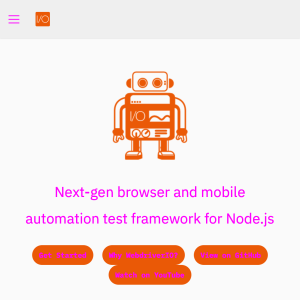 I/O
I/O
Next-gen browser and mobile
automation test framework for Node.js
Get Started
Why WebdriverIO?
View on GitHub
Watch on YouTube